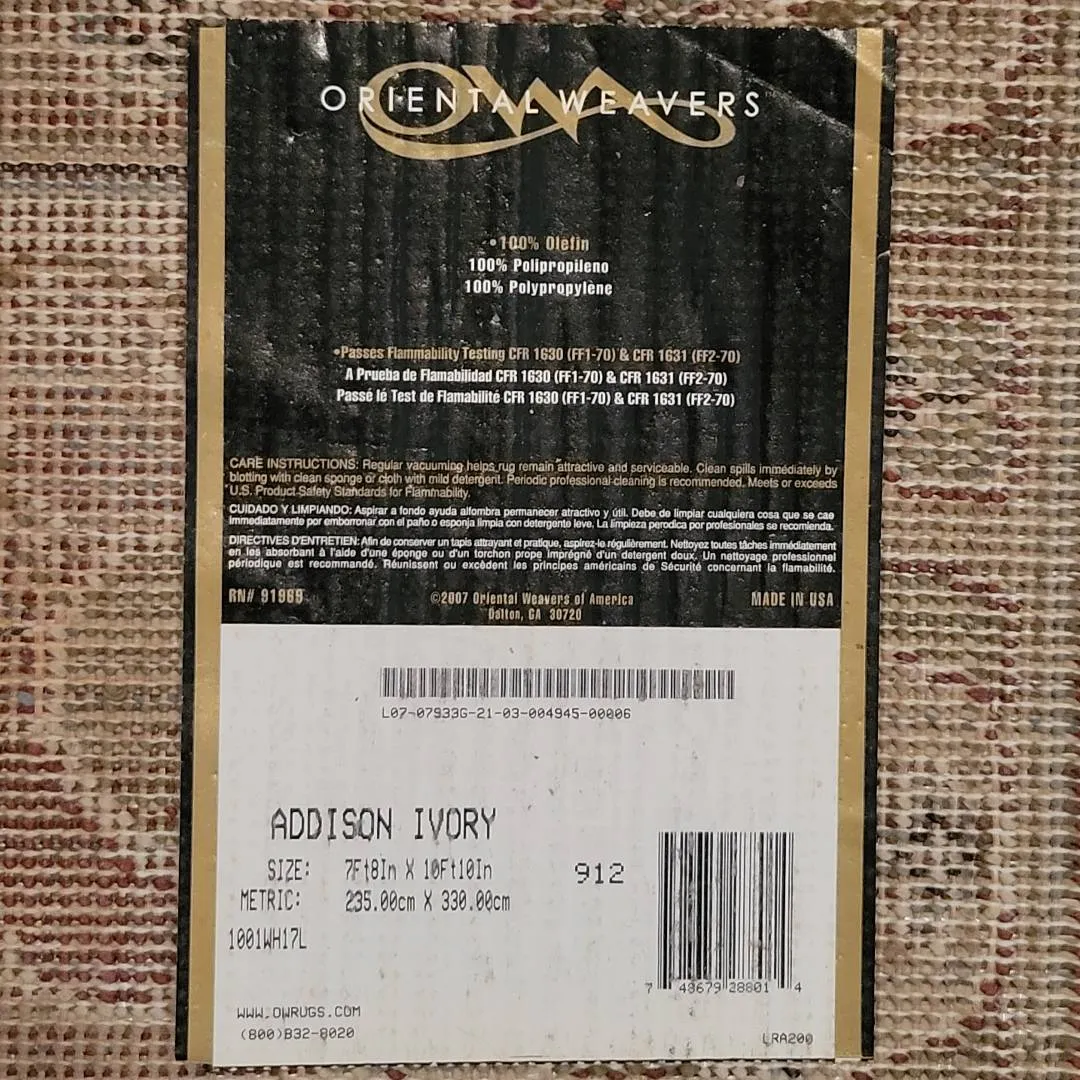 ORIENTAL WEAVERS
•100% Olefin
100% Polipropileno
100% Polypropylène
•Passes Flammability Testing CFR 1630 (FF1-70) & CFR 1631 (FF2-70)
A Prueba de Flamabilidad CFR 1630 (FF1-70) & CFR 1631 (FF2-70)
Passé lé Test de Flamabilité CFR 1630 (FF1-70) & CFR 1631 (FF2-70)
CARE INSTRUCTIONS: Regular vacuuming helps rug remain attractive and serviceable. Clean spills immediately by
blotting with clean sponge or cloth with mild detergent. Periodic professional cleaning is recommended. Meets or exceeds
U.S. Product Safety Standards for Flammability.
CUIDADO Y LIMPIANDO: Aspirar a fondo ayuda alfombra permanecer atractivo y útil. Debe de limpiar cualquiera cosa que se cae
immediatamente por emborronar con el paño o esponja limpia con detergente leve. La limpieza perodica por profesionales se recomienda.
DIRECTIVES D'ENTRETIEN: Afin de conserver un tapis attrayant et pratique, aspirez-le régulièrement. Nettoyez toutes tâches immédiatement
en les absorbant à l'aide d'une éponge ou d'un torchon prope imprégné d'un detergent doux. Un nettoyage professionnel
périodique est recommandé. Réunissent ou excèdent les principes américains de Sécurité concernant la flamabilité.
RN# 91969 ©2007 Oriental Weavers of America MADE IN USA
Dalton, GA 30720
L07-07933G-21-03-004945-00006
ADDISON IVORY
SIZE: 7Ft8In X 10Ft10In 912
METRIC: 235.00cm X 330.00cm
1001WH17L
7 48679 28801 4
WWW.OWRUGS.COM
(800)832-8020 LRA200